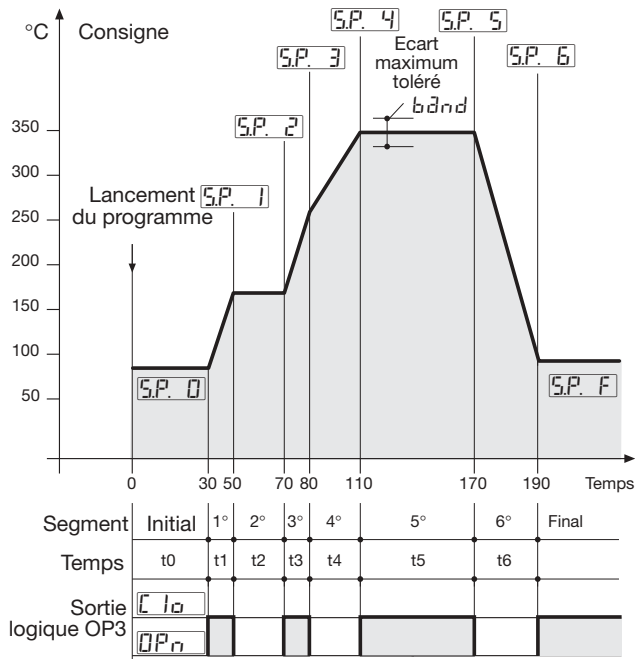 °C Consigne
S.P. 4
S.P. 5
S.P. 3
Ecart
maximum
toléré
S.P. 6
band
S.P. 2
350
300
Lancement
du programme
S.P. 1
250
200
150
100
50
S.P. 0
S.P. F
0 30 50 70 80 110 170 190 Temps
Segment Initial 1° 2° 3° 4° 5° 6° Final
Temps t0 t1 t2 t3 t4 t5 t6
Sortie
logique OP3
Clo
OPn